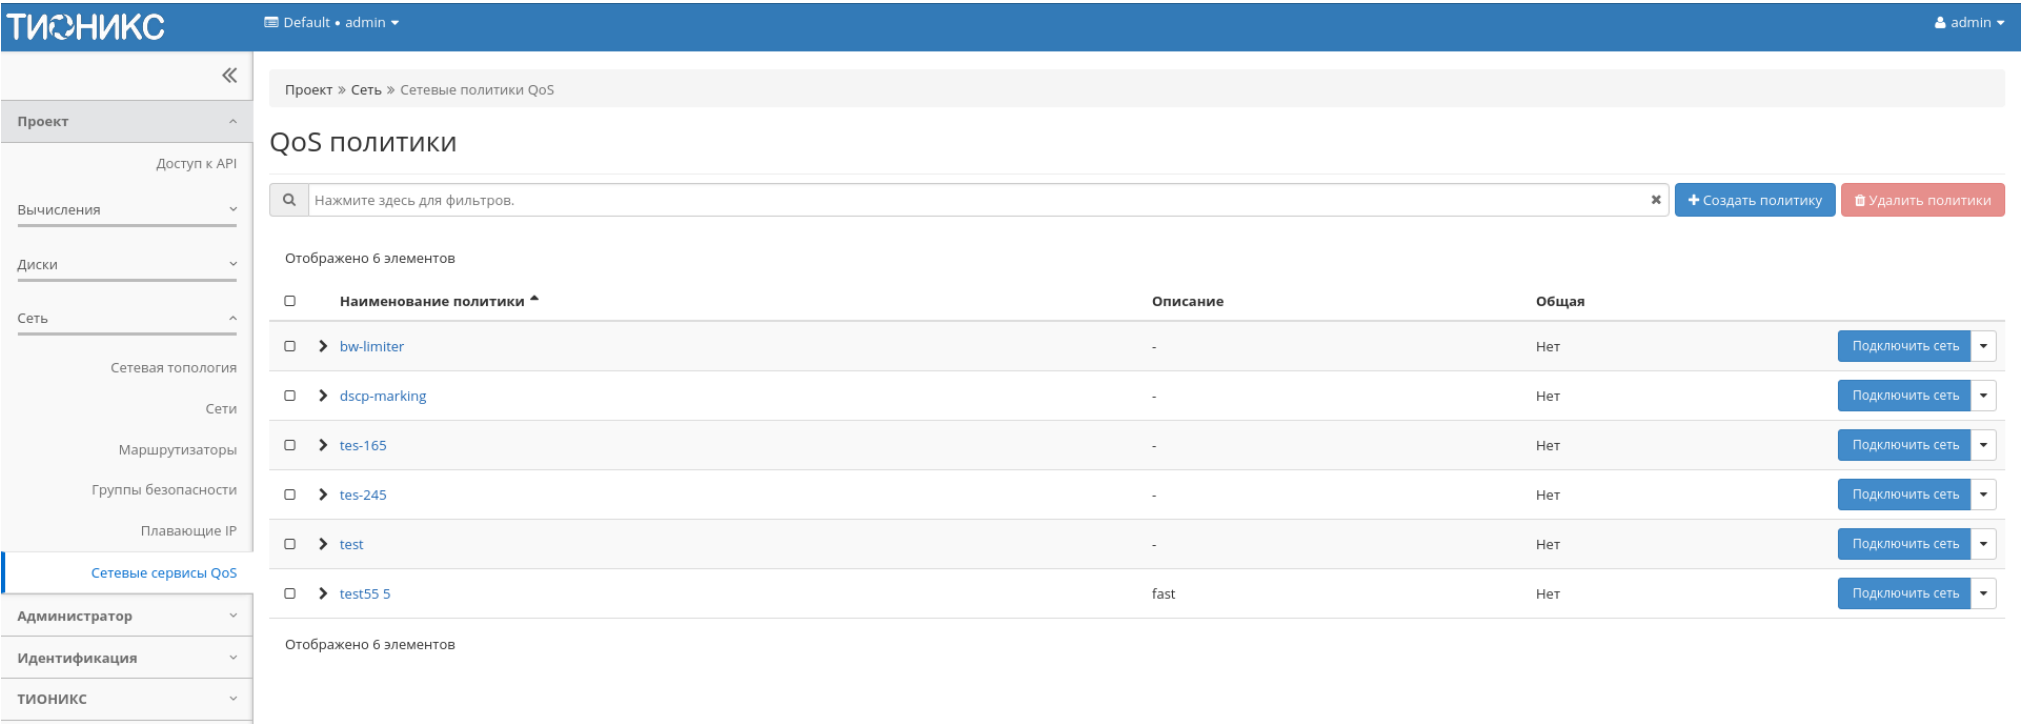 ТИОНИКС
Default • admin
admin
Проект
Доступ к API
Вычисления
Диски
Сеть
Сетевая топология
Сети
Маршрутизаторы
Группы безопасности
Плавающие IP
Сетевые сервисы QoS
Администратор
Идентификация
ТИОНИКС
Проект » Сеть » Сетевые политики QoS
QoS политики
Нажмите здесь для фильтров.
Создать политику
Удалить политики
Отображено 6 элементов
Наименование политики Описание Общая
bw-limiter - Нет Подключить сеть
dscp-marking - Нет Подключить сеть
tes-165 - Нет Подключить сеть
tes-245 - Нет Подключить сеть
test - Нет Подключить сеть
test55 5 fast Нет Подключить сеть
Отображено 6 элементов